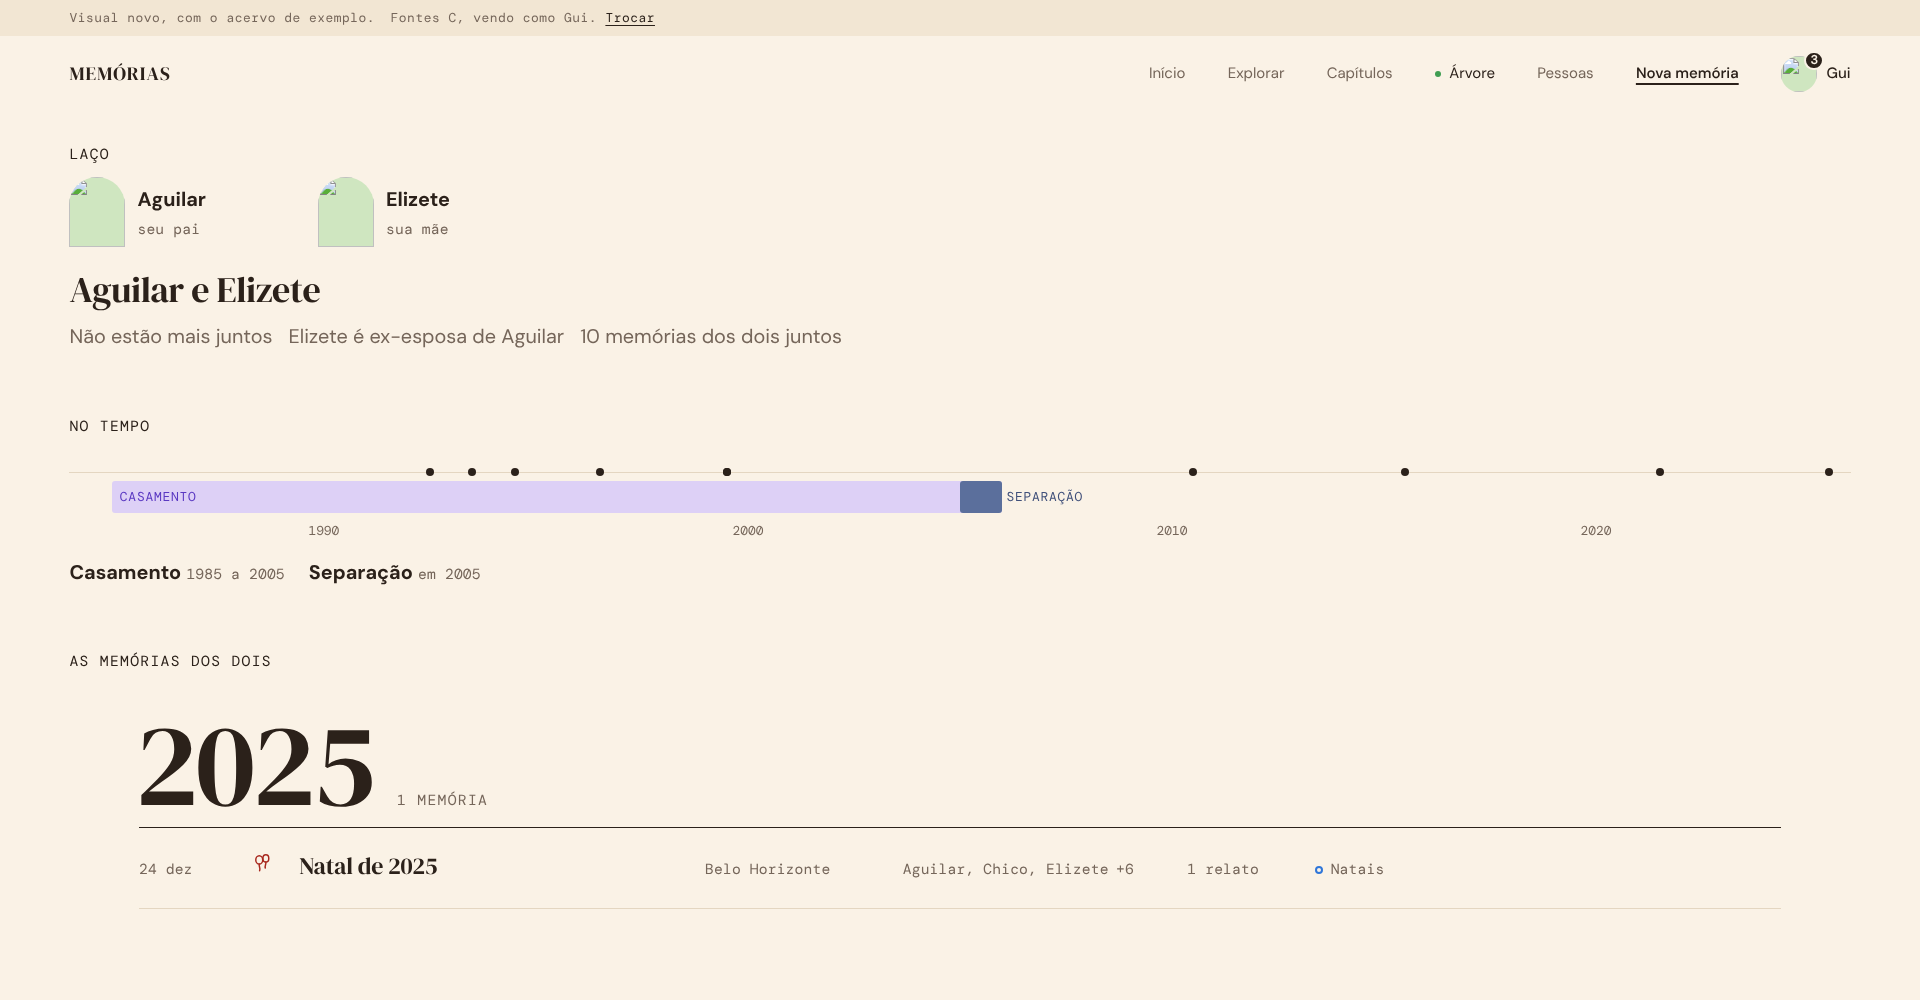 Visual novo, com o acervo de exemplo. Fontes C, vendo como Gui. Trocar
MEMÓRIAS
Início Explorar Capítulos Árvore Pessoas Nova memória 3 Gui
LAÇO
Aguilar
seu pai
Elizete
sua mãe
Aguilar e Elizete
Não estão mais juntos Elizete é ex-esposa de Aguilar 10 memórias dos dois juntos
NO TEMPO
CASAMENTO SEPARAÇÃO
1990 2000 2010 2020
Casamento 1985 a 2005 Separação em 2005
AS MEMÓRIAS DOS DOIS
2025 1 MEMÓRIA
24 dez Natal de 2025 Belo Horizonte Aguilar, Chico, Elizete +6 1 relato Natais